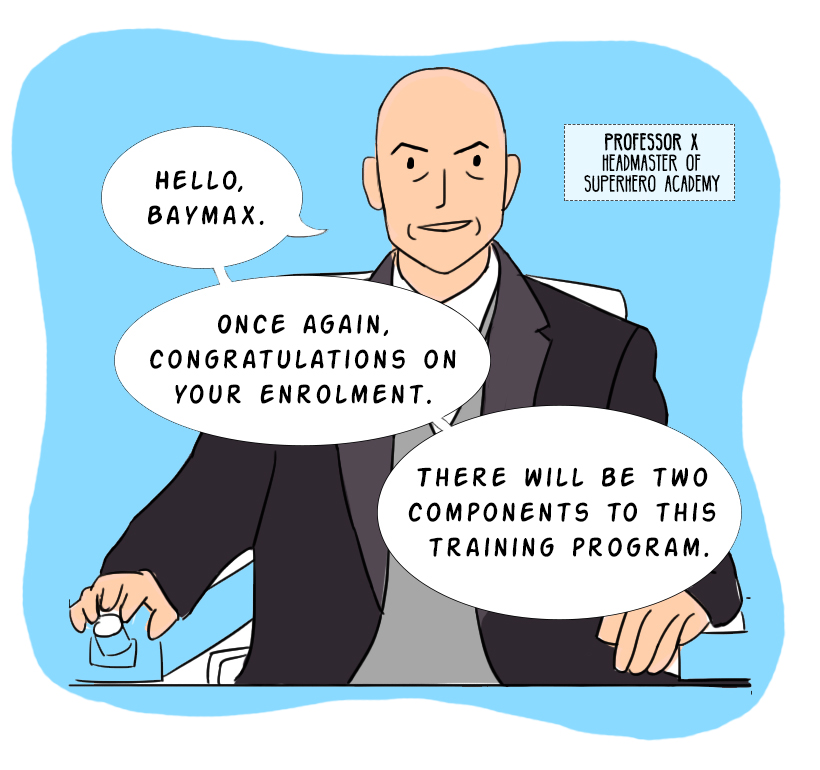 PROFESSOR X
HEADMASTER OF
SUPERHERO ACADEMY
HELLO,
BAYMAX.
ONCE AGAIN,
CONGRATULATIONS ON
YOUR ENROLMENT.
THERE WILL BE TWO
COMPONENTS TO THIS
TRAINING PROGRAM.